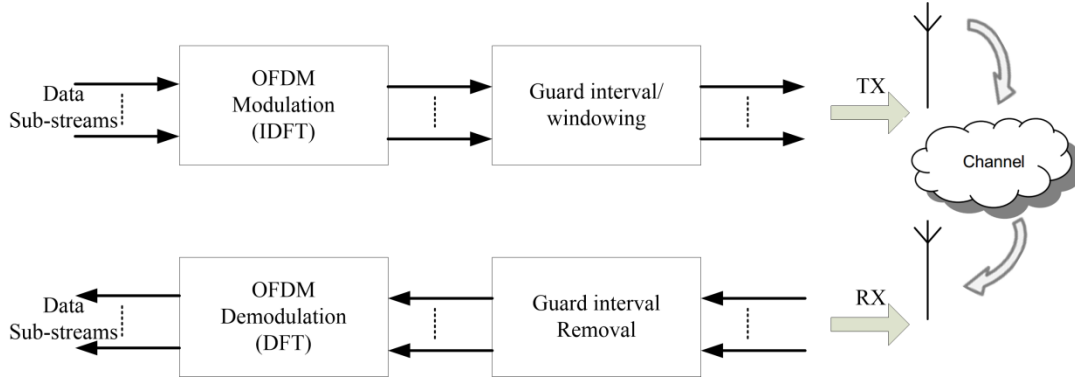 Data
Sub-streams
OFDM
Modulation
(IDFT)
Guard interval/
windowing
TX
Channel
Data
Sub-streams
OFDM
Demodulation
(DFT)
Guard interval
Removal
RX